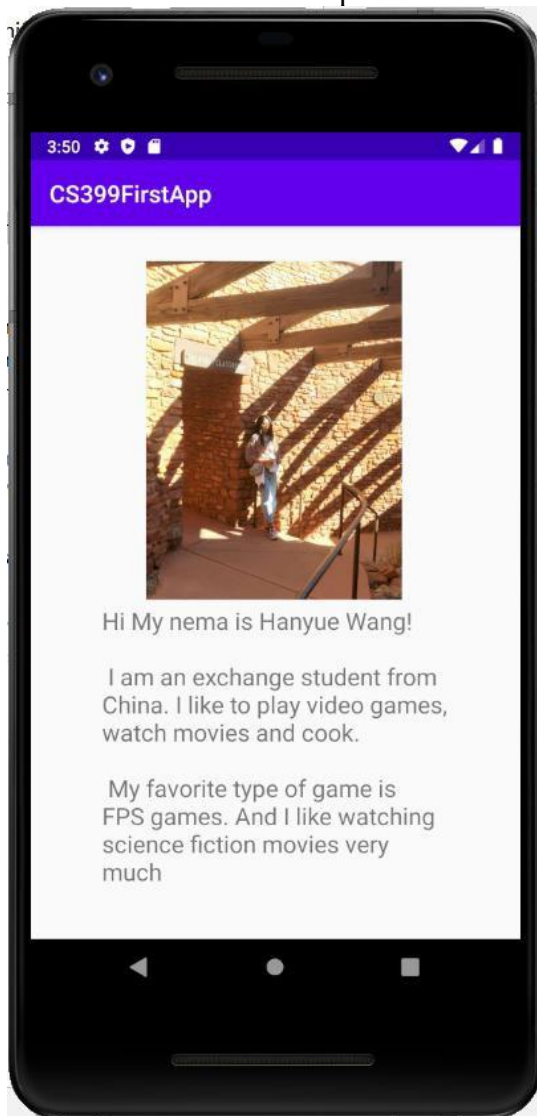 3:50
CS399FirstApp
Hi My nema is Hanyue Wang!
I am an exchange student from
China. I like to play video games,
watch movies and cook.
My favorite type of game is
FPS games. And I like watching
science fiction movies very
much